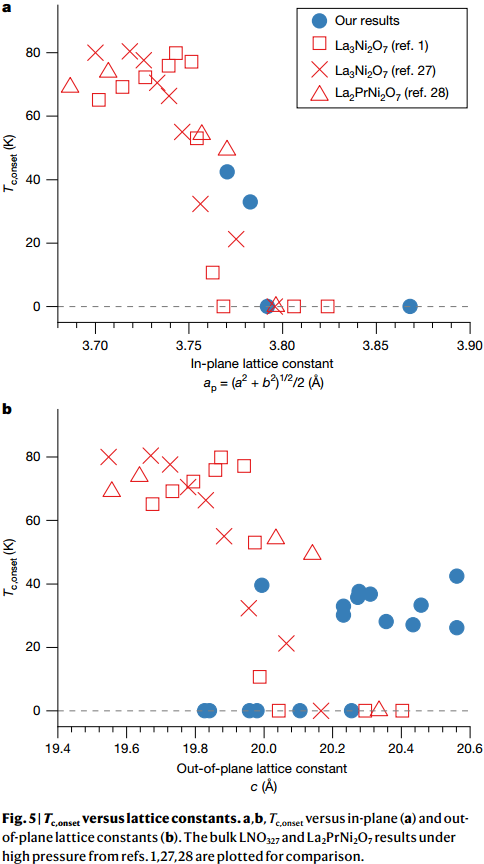 a
Our results
La₃Ni₂O₇ (ref. 1)
La₃Ni₂O₇ (ref. 27)
La₂PrNi₂O₇ (ref. 28)
80
60
40
20
0
T_c,onset (K)
3.70 3.75 3.80 3.85 3.90
In-plane lattice constant
a_p = (a² + b²)^1/2/2 (Å)
b
80
60
40
20
0
T_c,onset (K)
19.4 19.6 19.8 20.0 20.2 20.4 20.6
Out-of-plane lattice constant
c (Å)
Fig. 5 | T_c,onset versus lattice constants. a,b, T_c,onset versus in-plane (a) and out-
of-plane lattice constants (b). The bulk LNO₃₂₇ and La₂PrNi₂O₇ results under
high pressure from refs. 1,27,28 are plotted for comparison.